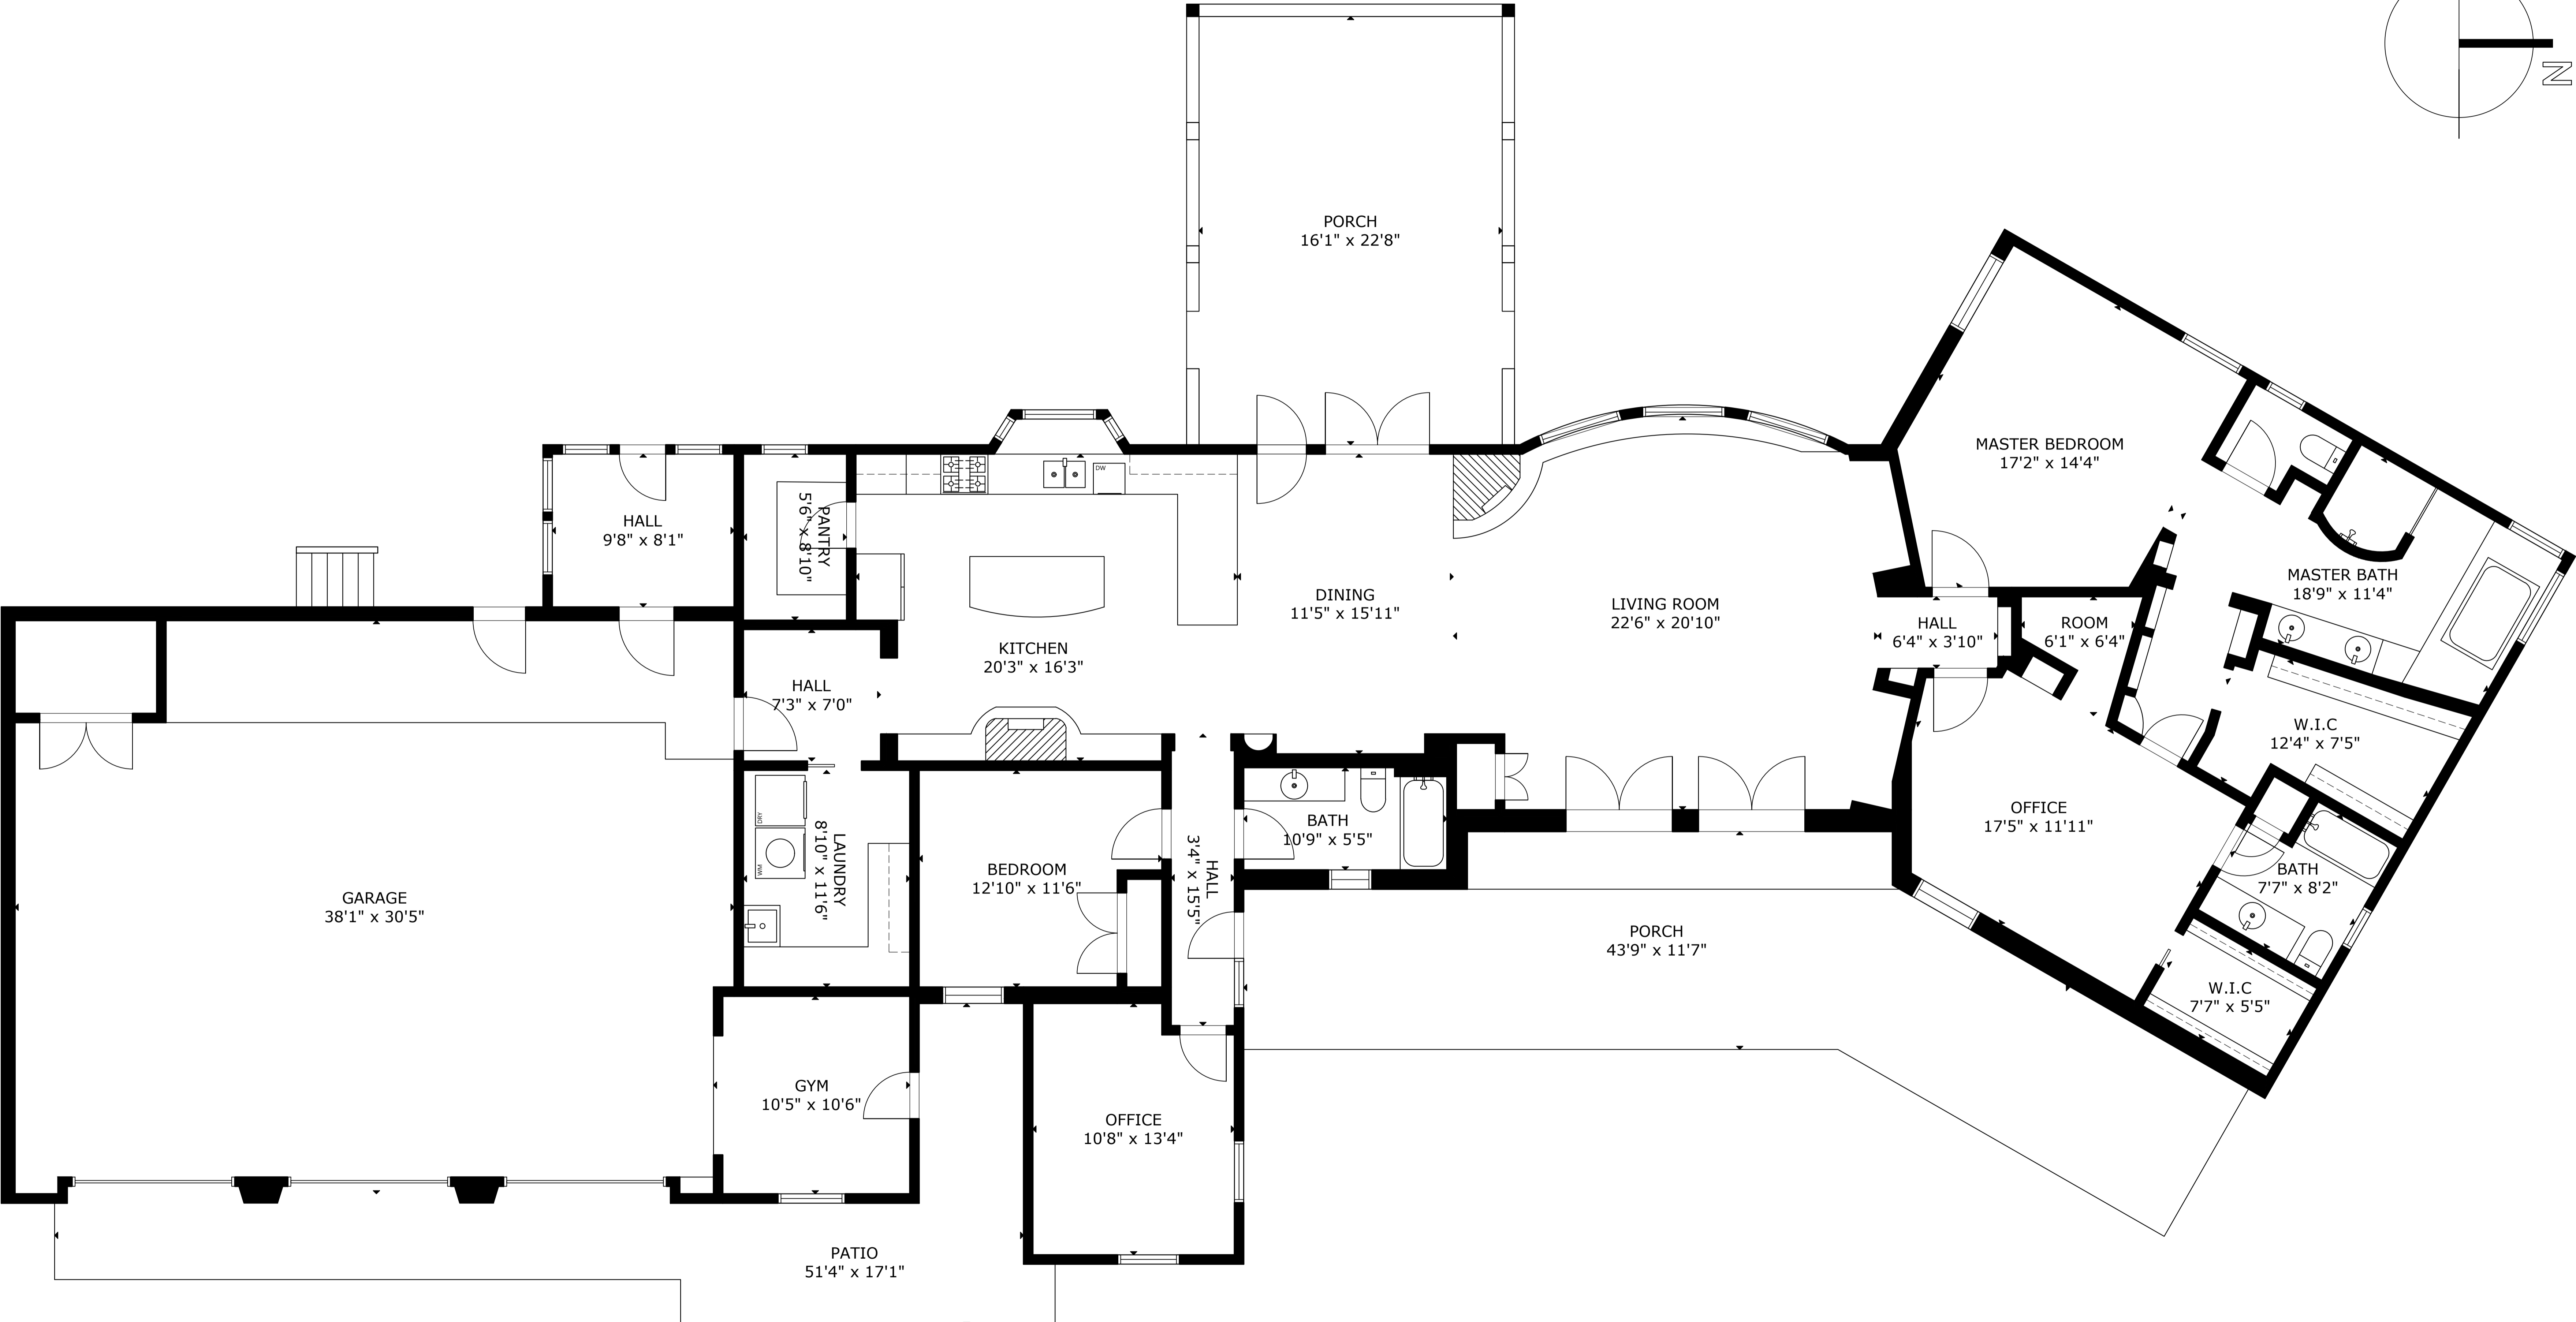 N
PORCH
16'1" x 22'8"
MASTER BEDROOM
17'2" x 14'4"
DW
HALL
9'8" x 8'1"
PANTRY
5'6" x 8'10"
MASTER BATH
18'9" x 11'4"
DINING
11'5" x 15'11"
LIVING ROOM
22'6" x 20'10"
HALL
6'4" x 3'10"
ROOM
6'1" x 6'4"
KITCHEN
20'3" x 16'3"
HALL
7'3" x 7'0"
W.I.C
12'4" x 7'5"
OFFICE
17'5" x 11'11"
DRY
WM
LAUNDRY
8'10" x 11'6"
BATH
10'9" x 5'5"
BEDROOM
12'10" x 11'6"
HALL
3'4" x 15'5"
BATH
7'7" x 8'2"
GARAGE
38'1" x 30'5"
PORCH
43'9" x 11'7"
W.I.C
7'7" x 5'5"
GYM
10'5" x 10'6"
OFFICE
10'8" x 13'4"
PATIO
51'4" x 17'1"